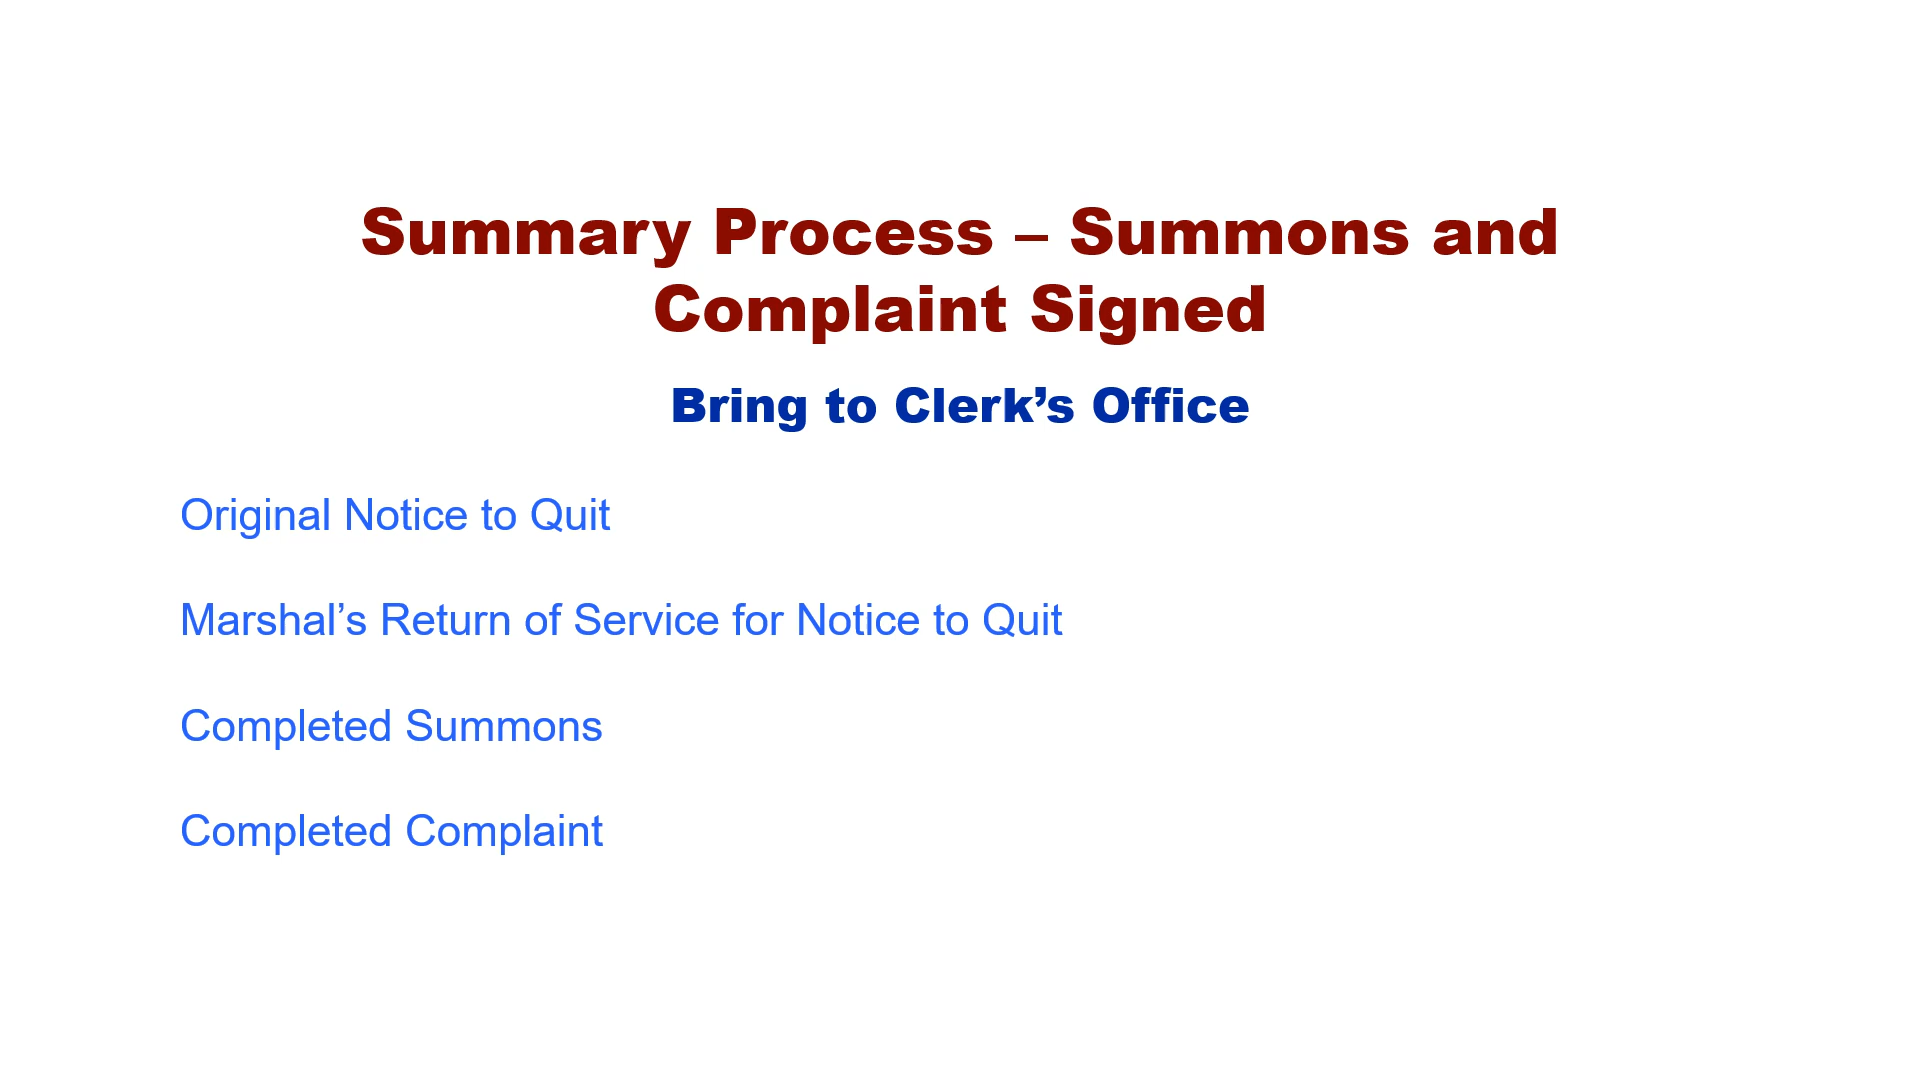 Summary Process – Summons and
Complaint Signed
Bring to Clerk’s Office
Original Notice to Quit
Marshal’s Return of Service for Notice to Quit
Completed Summons
Completed Complaint